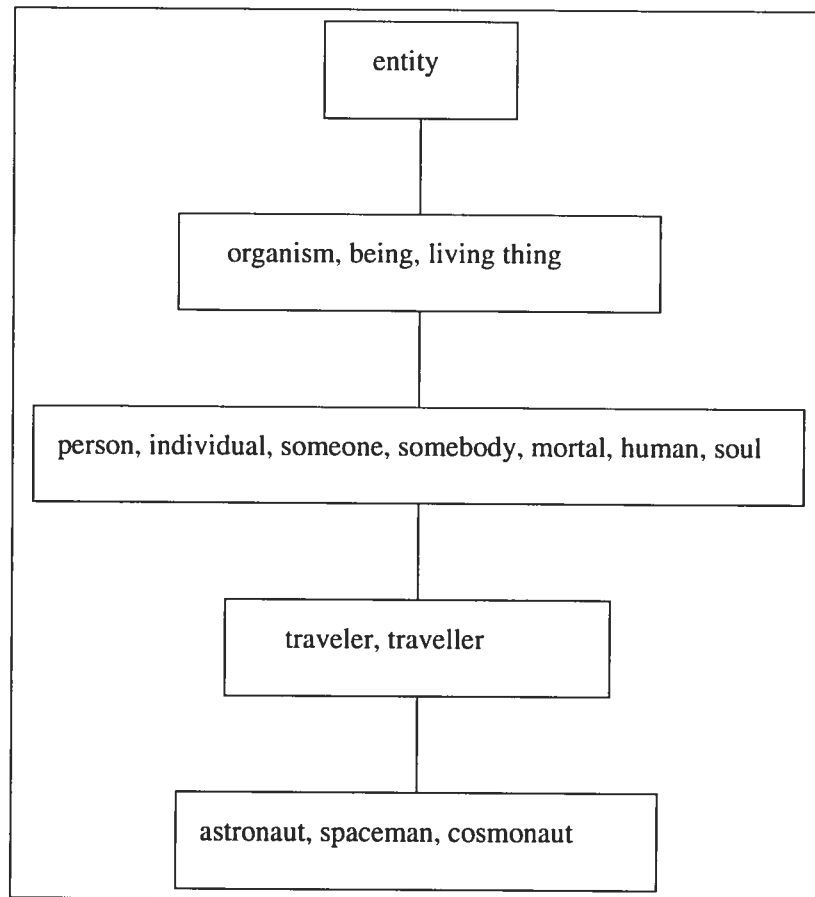 entity
organism, being, living thing
person, individual, someone, somebody, mortal, human, soul
traveler, traveller
astronaut, spaceman, cosmonaut